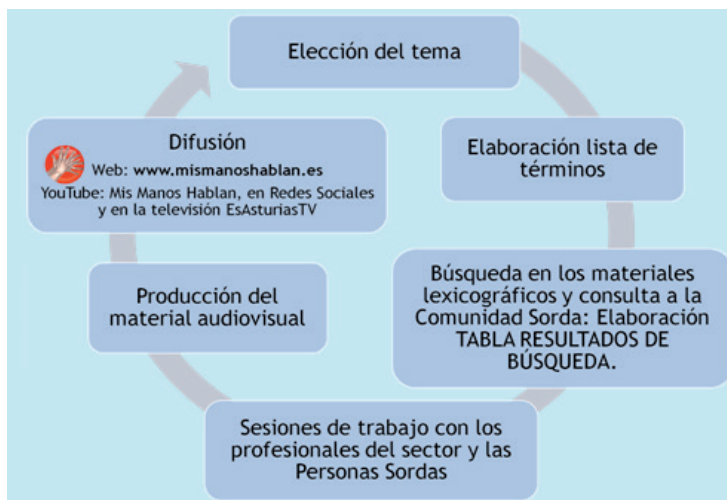 Elección del tema
Elaboración lista de
términos
Búsqueda en los materiales
lexicográficos y consulta a la
Comunidad Sorda: Elaboración
TABLA RESULTADOS DE
BÚSQUEDA.
Sesiones de trabajo con los
profesionales del sector y las
Personas Sordas
Producción del
material audiovisual
Difusión
Web: www.mismanoshablan.es
YouTube: Mis Manos Hablan, en Redes Sociales
y en la televisión EsAsturiasTV